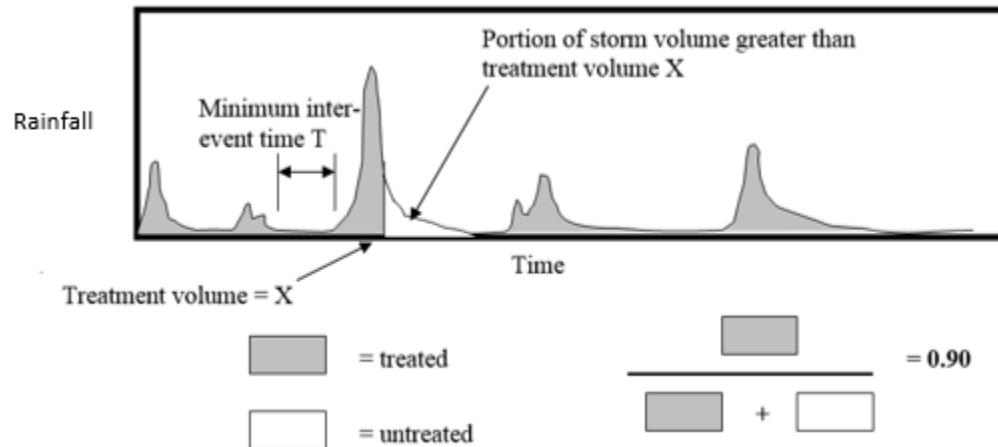 Portion of storm volume greater than
treatment volume X
Rainfall
Minimum inter-
event time T
Time
Treatment volume = X
= treated
= 0.90
+
= untreated